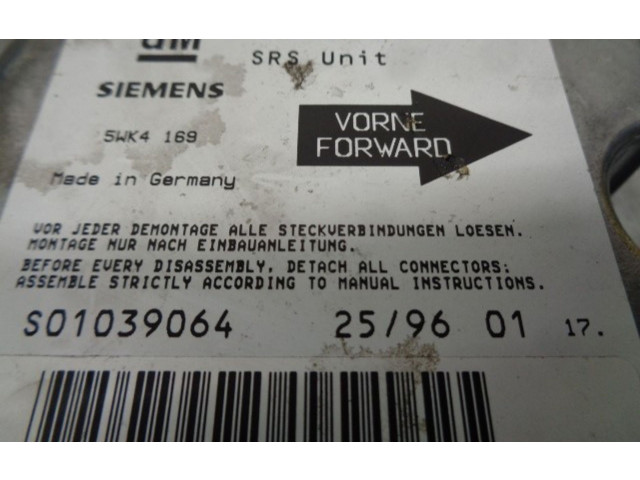 GM
SRS Unit
SIEMENS
5WK4 169
VORNE
FORWARD
Made in Germany
VOR JEDER DEMONTAGE ALLE STECKVERBINDUNGEN LOESEN.
MONTAGE NUR NACH EINBAUANLEITUNG.
BEFORE EVERY DISASSEMBLY, DETACH ALL CONNECTORS;
ASSEMBLE STRICTLY ACCORDING TO MANUAL INSTRUCTIONS.
S01039064 25/96 01 17.